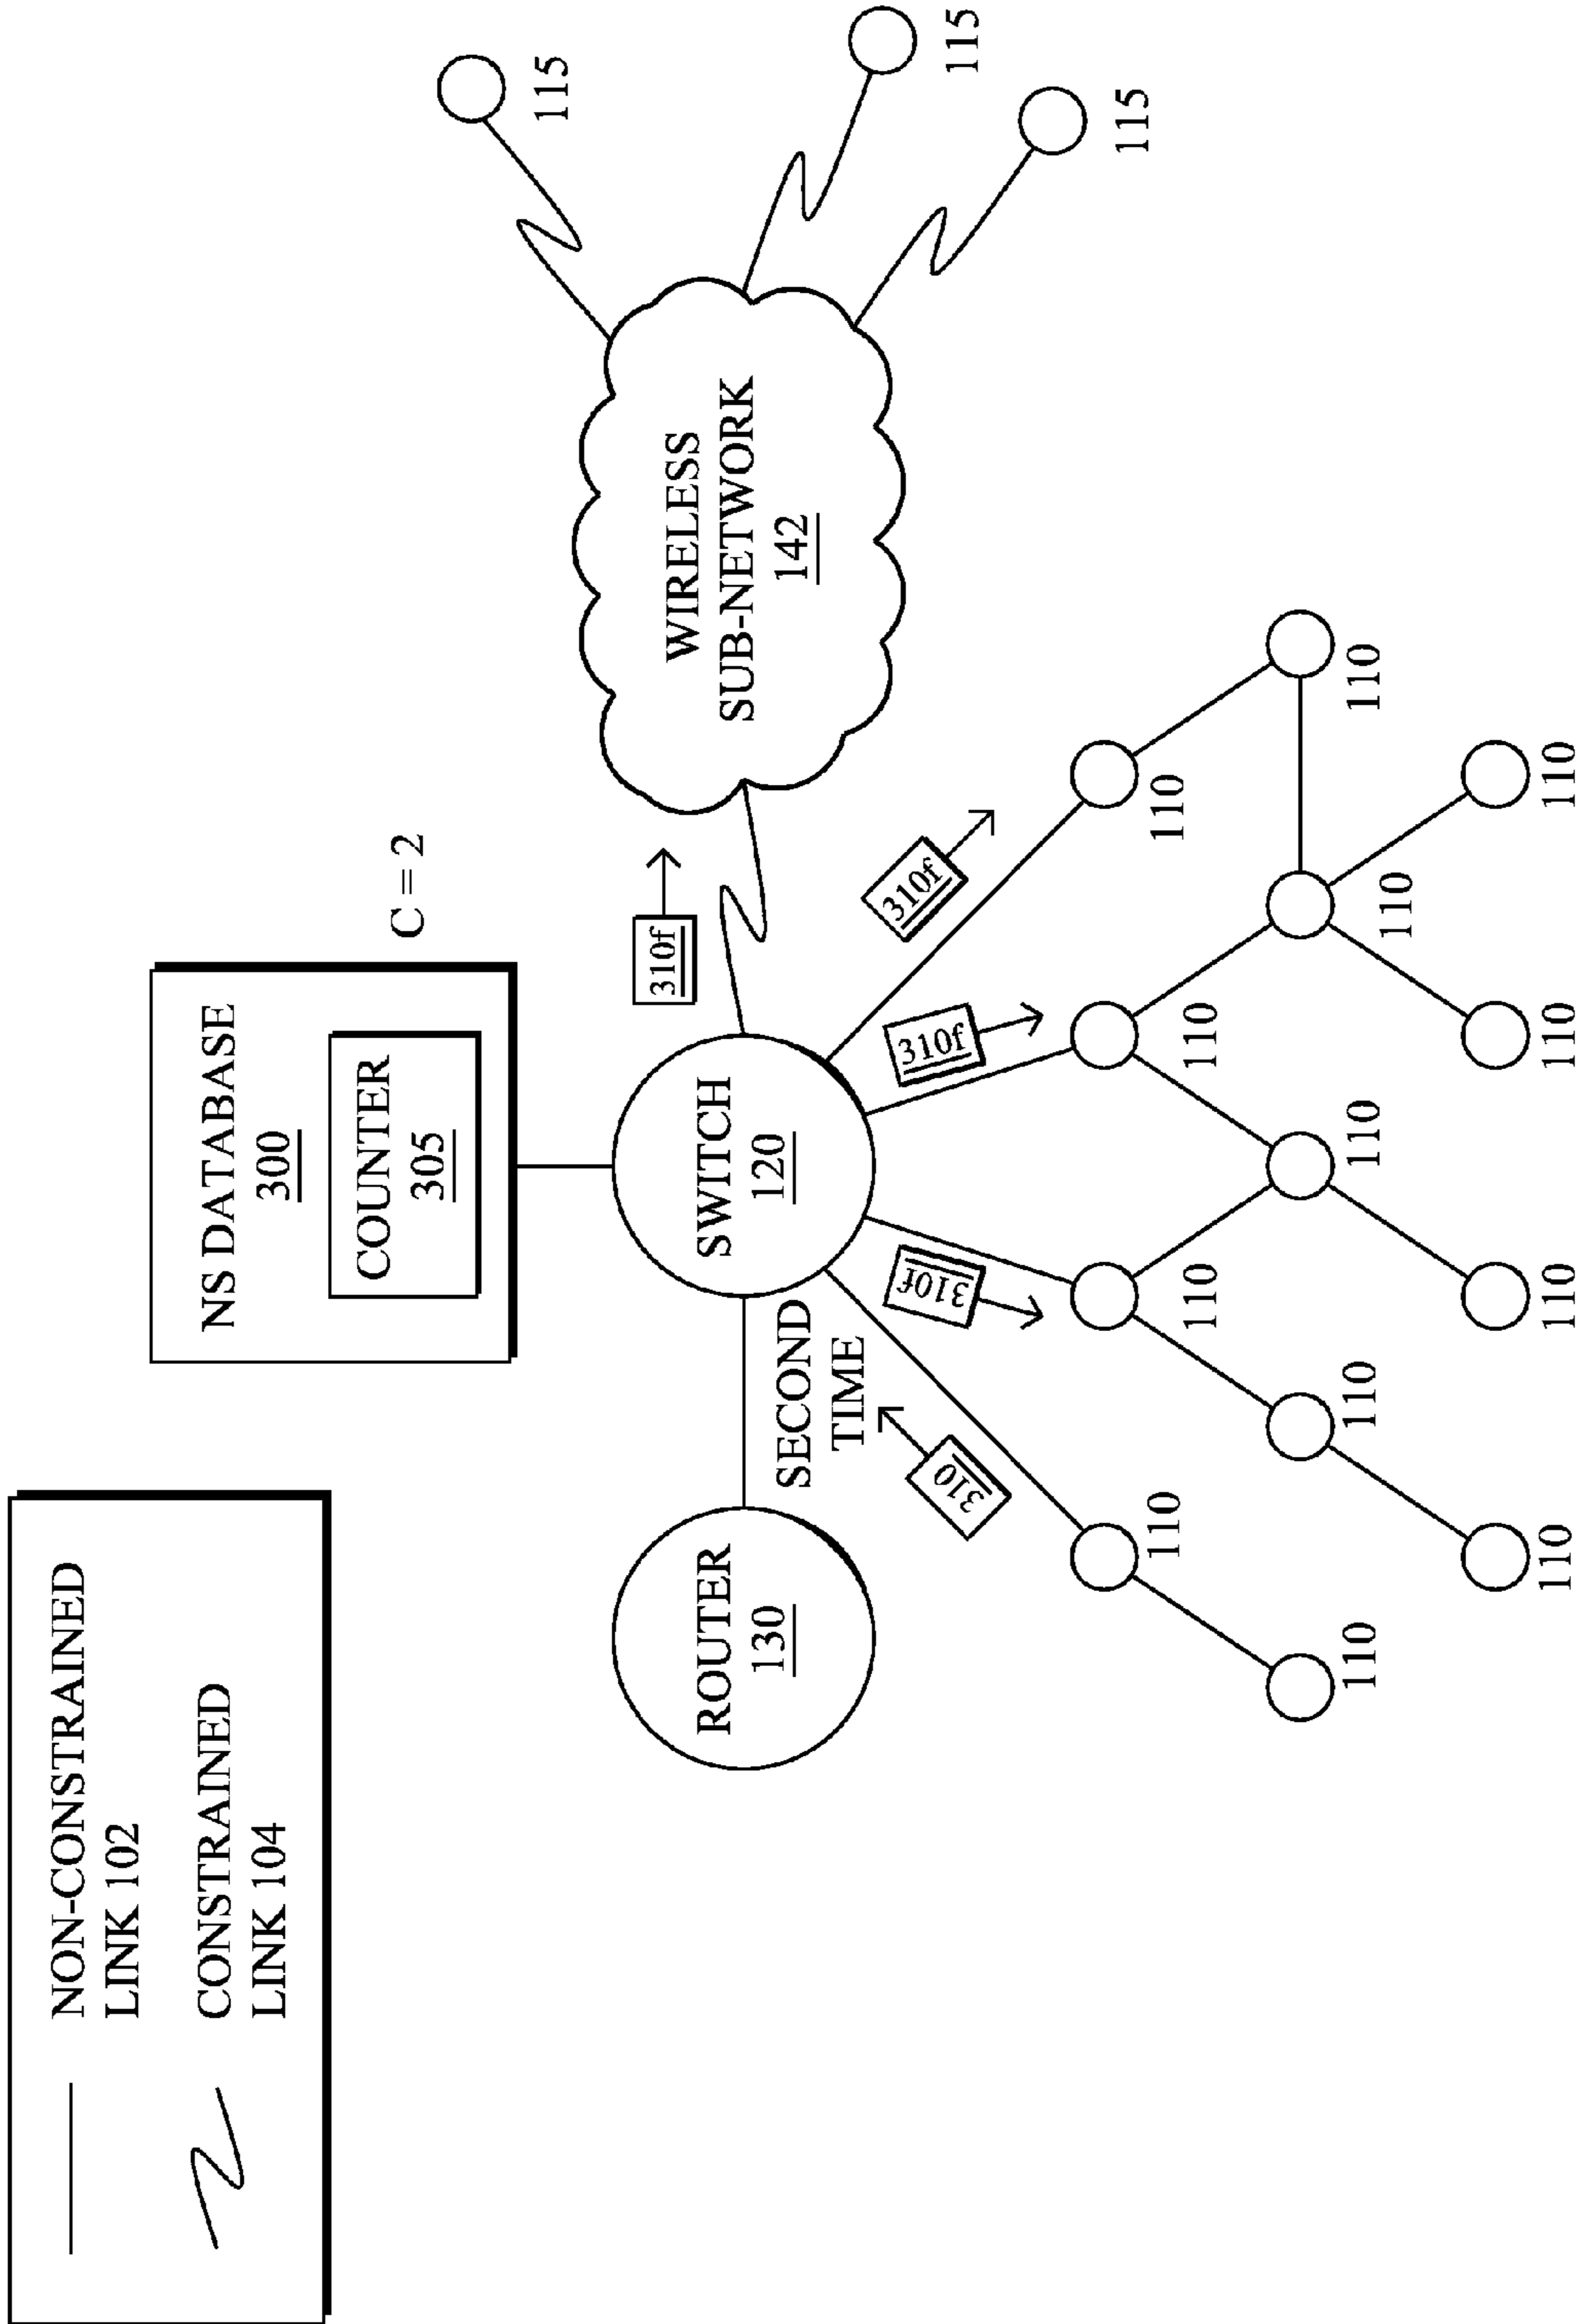 NON-CONSTRAINED
LINK 102
CONSTRAINED
LINK 104
NS DATABASE
300
COUNTER
305
C = 2
115
115
115
ROUTER
130
SWITCH
120
310f
WIRELESS
SUB-NETWORK
142
SECOND
TIME
310
310f
310f
310f
110
110
110
110
110
110
110
110
110
110
110
110
110